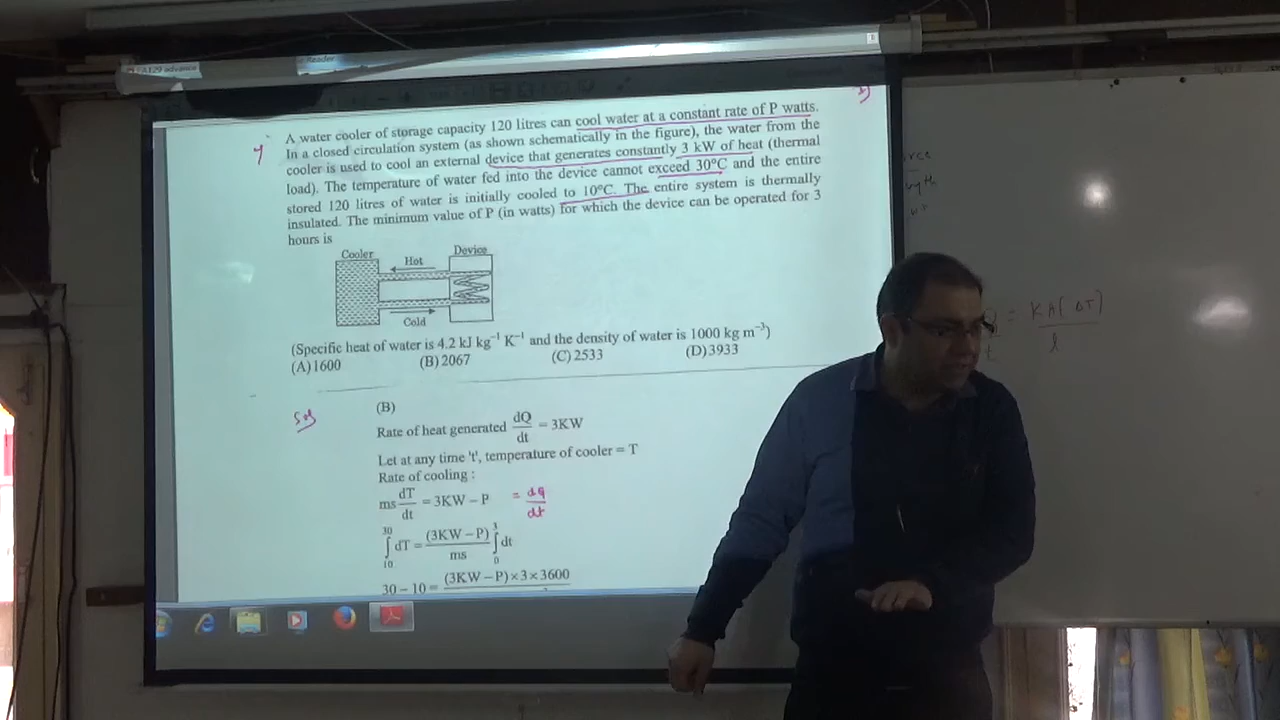 FA129 advance
Reader
A water cooler of storage capacity 120 litres can cool water at a constant rate of P watts.
In a closed circulation system (as shown schematically in the figure), the water from the
cooler is used to cool an external device that generates constantly 3 kW of heat (thermal
load). The temperature of water fed into the device cannot exceed 30°C and the entire
stored 120 litres of water is initially cooled to 10°C. The entire system is thermally
insulated. The minimum value of P (in watts) for which the device can be operated for 3
hours is
Cooler Hot Device
Cold
(Specific heat of water is 4.2 kJ kg⁻¹ K⁻¹ and the density of water is 1000 kg m⁻³)
(A) 1600 (B) 2067 (C) 2533 (D) 3933
Sol (B)
Rate of heat generated dQ/dt = 3KW
Let at any time 't', temperature of cooler = T
Rate of cooling :
ms dT/dt = 3KW – P = dq/dt
∫₁₀³⁰ dT = (3KW – P)/ms ∫₀³ dt
30 – 10 = (3KW – P) × 3 × 3600
= KA(ΔT)/l